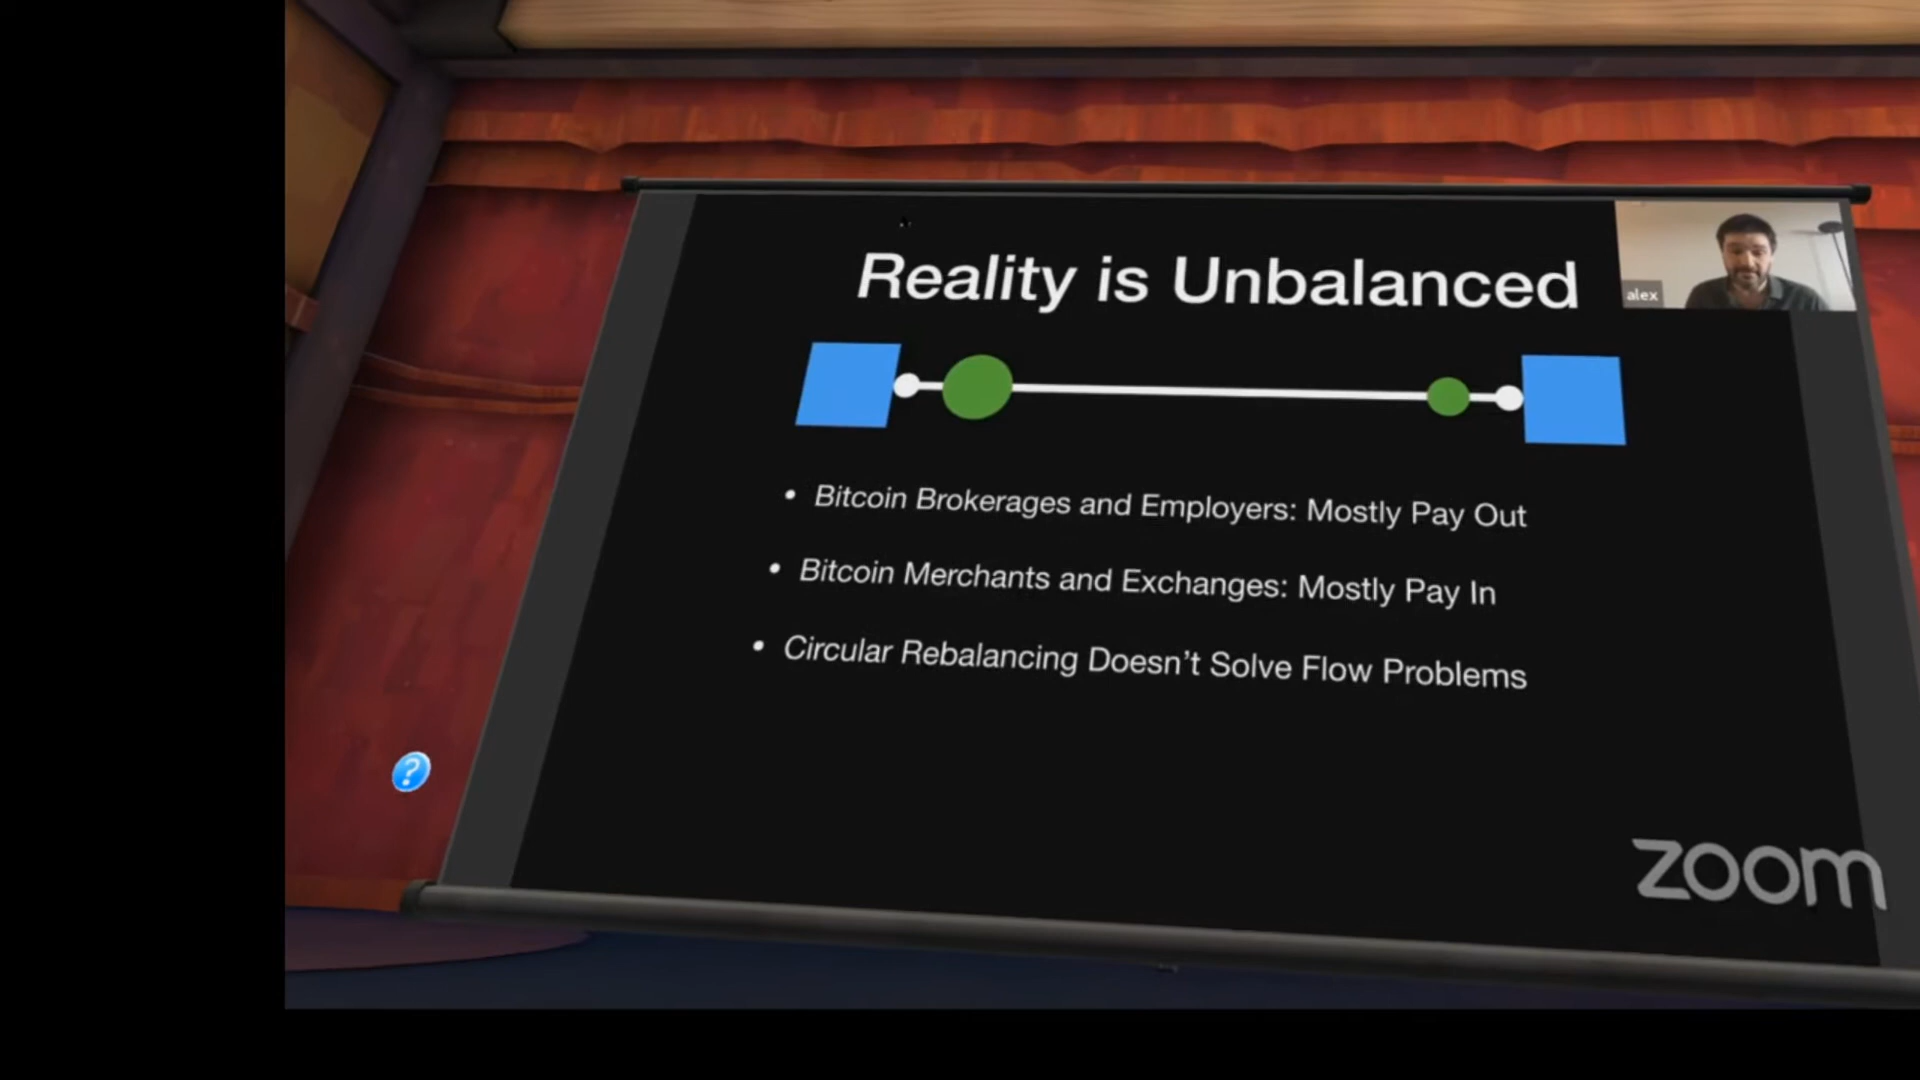 Reality is Unbalanced
alex
• Bitcoin Brokerages and Employers: Mostly Pay Out
• Bitcoin Merchants and Exchanges: Mostly Pay In
• Circular Rebalancing Doesn't Solve Flow Problems
?
zoom